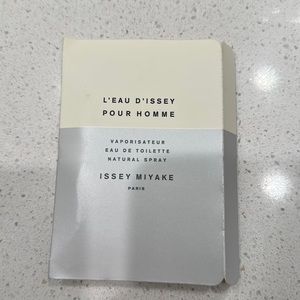 L'EAU D'ISSEY
POUR HOMME
VAPORISATEUR
EAU DE TOILETTE
NATURAL SPRAY
ISSEY MIYAKE
PARIS